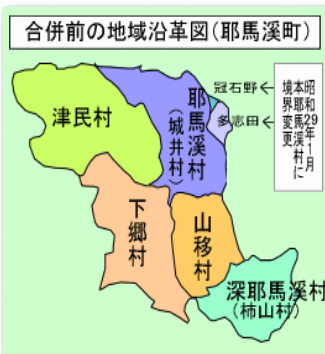 合併前の地域沿革図(耶馬溪町)
津民村
耶馬溪村
(城井村)
冠石野←
多志田←
昭和29年1月
本耶馬溪村に
境界変更
下郷村
山移村
深耶馬溪村
(柿山村)